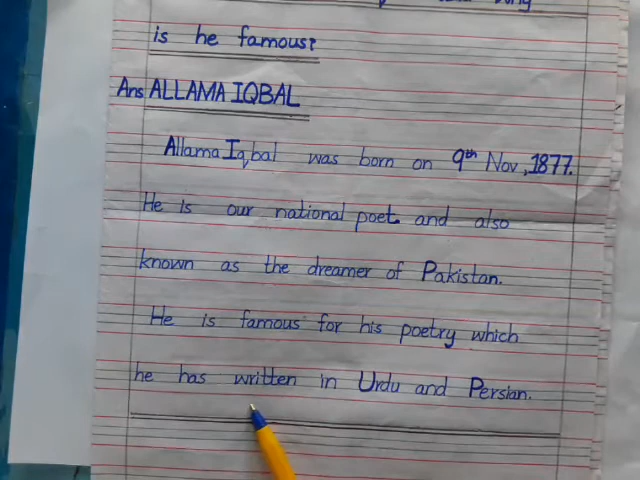 is he famous?
Ans ALLAMA IQBAL
Allama Iqbal was born on 9th Nov, 1877.
He is our national poet. and also
known as the dreamer of Pakistan.
He is famous for his poetry which
he has written in Urdu and Persian.